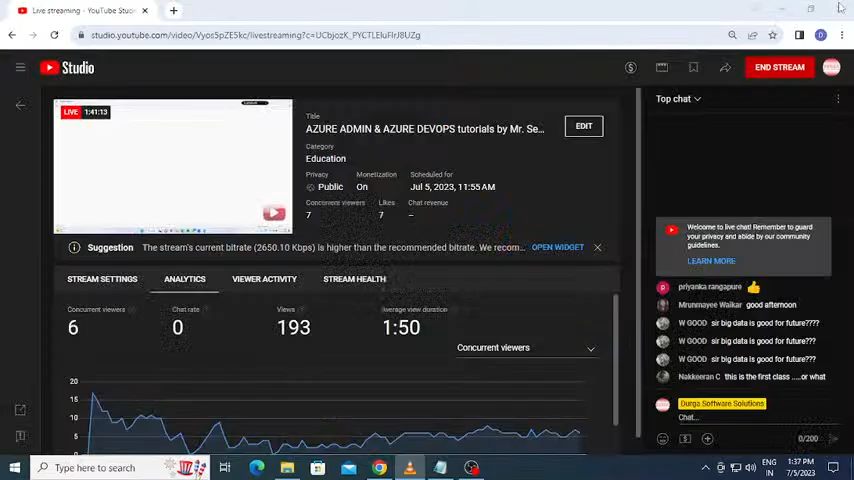 Live streaming - YouTube Studio
studio.youtube.com/video/Vyos5pZE5kc/livestreaming?c=UCbjozK_PYCTLEluFIrJ8UZg
Studio
END STREAM
LIVE 1:41:13
Title
AZURE ADMIN & AZURE DEVOPS tutorials by Mr. Se...
EDIT
Category
Education
Privacy Monetization Scheduled for
Public On Jul 5, 2023, 11:55 AM
Concurrent viewers Likes Chat revenue
7 7 –
Suggestion The stream's current bitrate (2650.10 Kbps) is higher than the recommended bitrate. We recom... OPEN WIDGET
STREAM SETTINGS ANALYTICS VIEWER ACTIVITY STREAM HEALTH
Concurrent viewers Chat rate Views Average view duration
6 0 193 1:50
Concurrent viewers
20
15
10
5
Top chat
Welcome to live chat! Remember to guard
your privacy and abide by our community
guidelines.
LEARN MORE
priyanka rangapure 👍
Mrunmayee Walkar good afternoon
W GOOD sir big data is good for future????
W GOOD sir big data is good for future???
W GOOD sir big data is good for future???
Nakkeeran C this is the first class .....or what
Durga Software Solutions
Chat...
0/200
Type here to search
ENG
IN
1:37 PM
7/5/2023